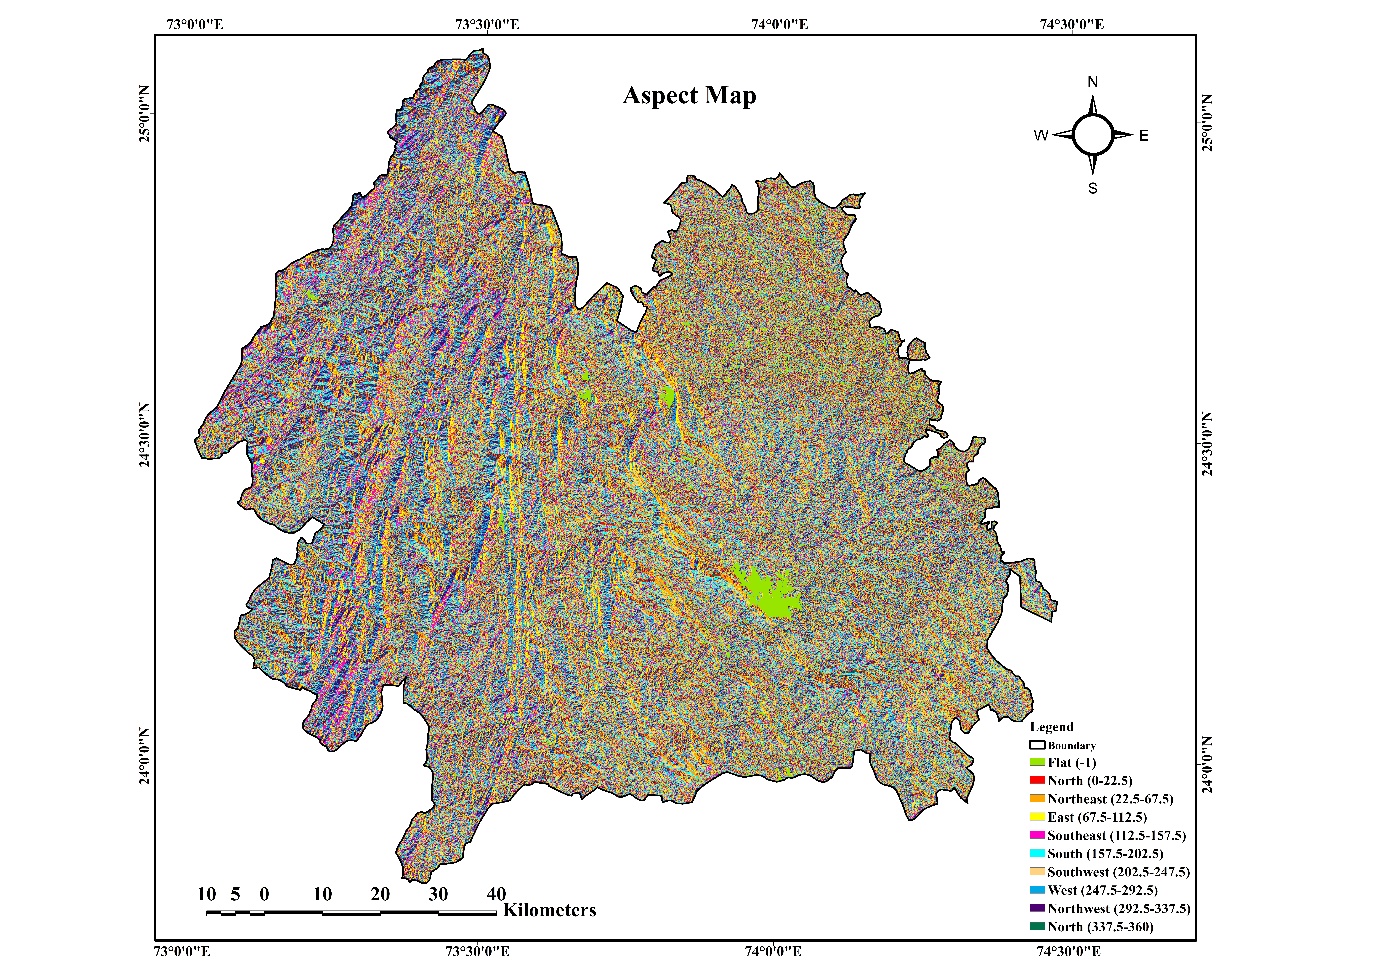 73°0'0"E 73°30'0"E 74°0'0"E 74°30'0"E
Aspect Map
N
W E
S
25°0'0"N
25°0'0"N
24°30'0"N
24°30'0"N
24°0'0"N
24°0'0"N
Legend
Boundary
Flat (-1)
North (0-22.5)
Northeast (22.5-67.5)
East (67.5-112.5)
Southeast (112.5-157.5)
South (157.5-202.5)
Southwest (202.5-247.5)
West (247.5-292.5)
Northwest (292.5-337.5)
North (337.5-360)
10 5 0 10 20 30 40
Kilometers
73°0'0"E 73°30'0"E 74°0'0"E 74°30'0"E